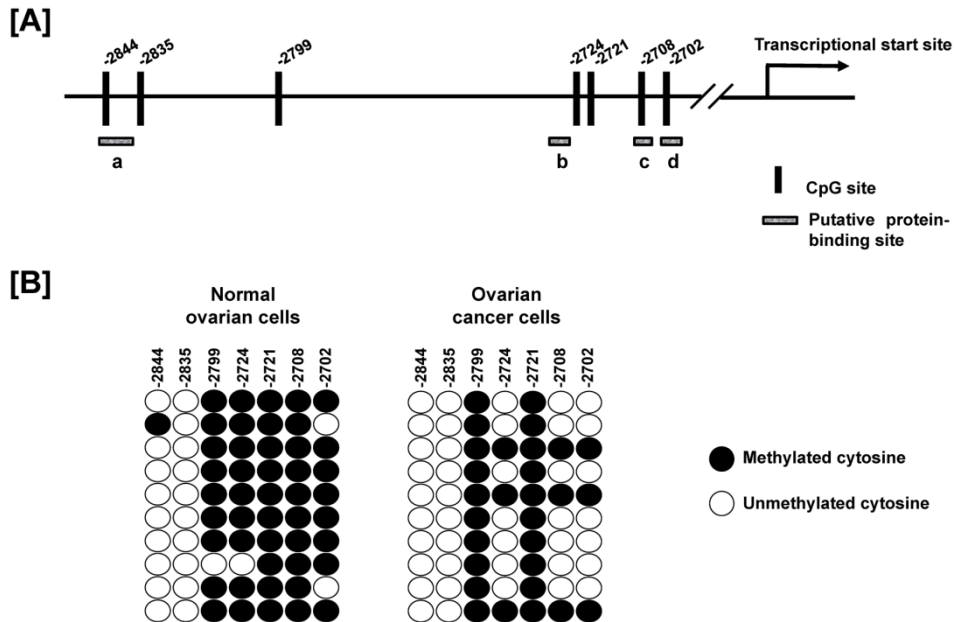 [A]
-2844
-2835
-2799
-2724
-2721
-2708
-2702
Transcriptional start site
a
b
c
d
CpG site
Putative protein-
binding site
[B]
Normal
ovarian cells
Ovarian
cancer cells
-2844
-2835
-2799
-2724
-2721
-2708
-2702
-2844
-2835
-2799
-2724
-2721
-2708
-2702
Methylated cytosine
Unmethylated cytosine